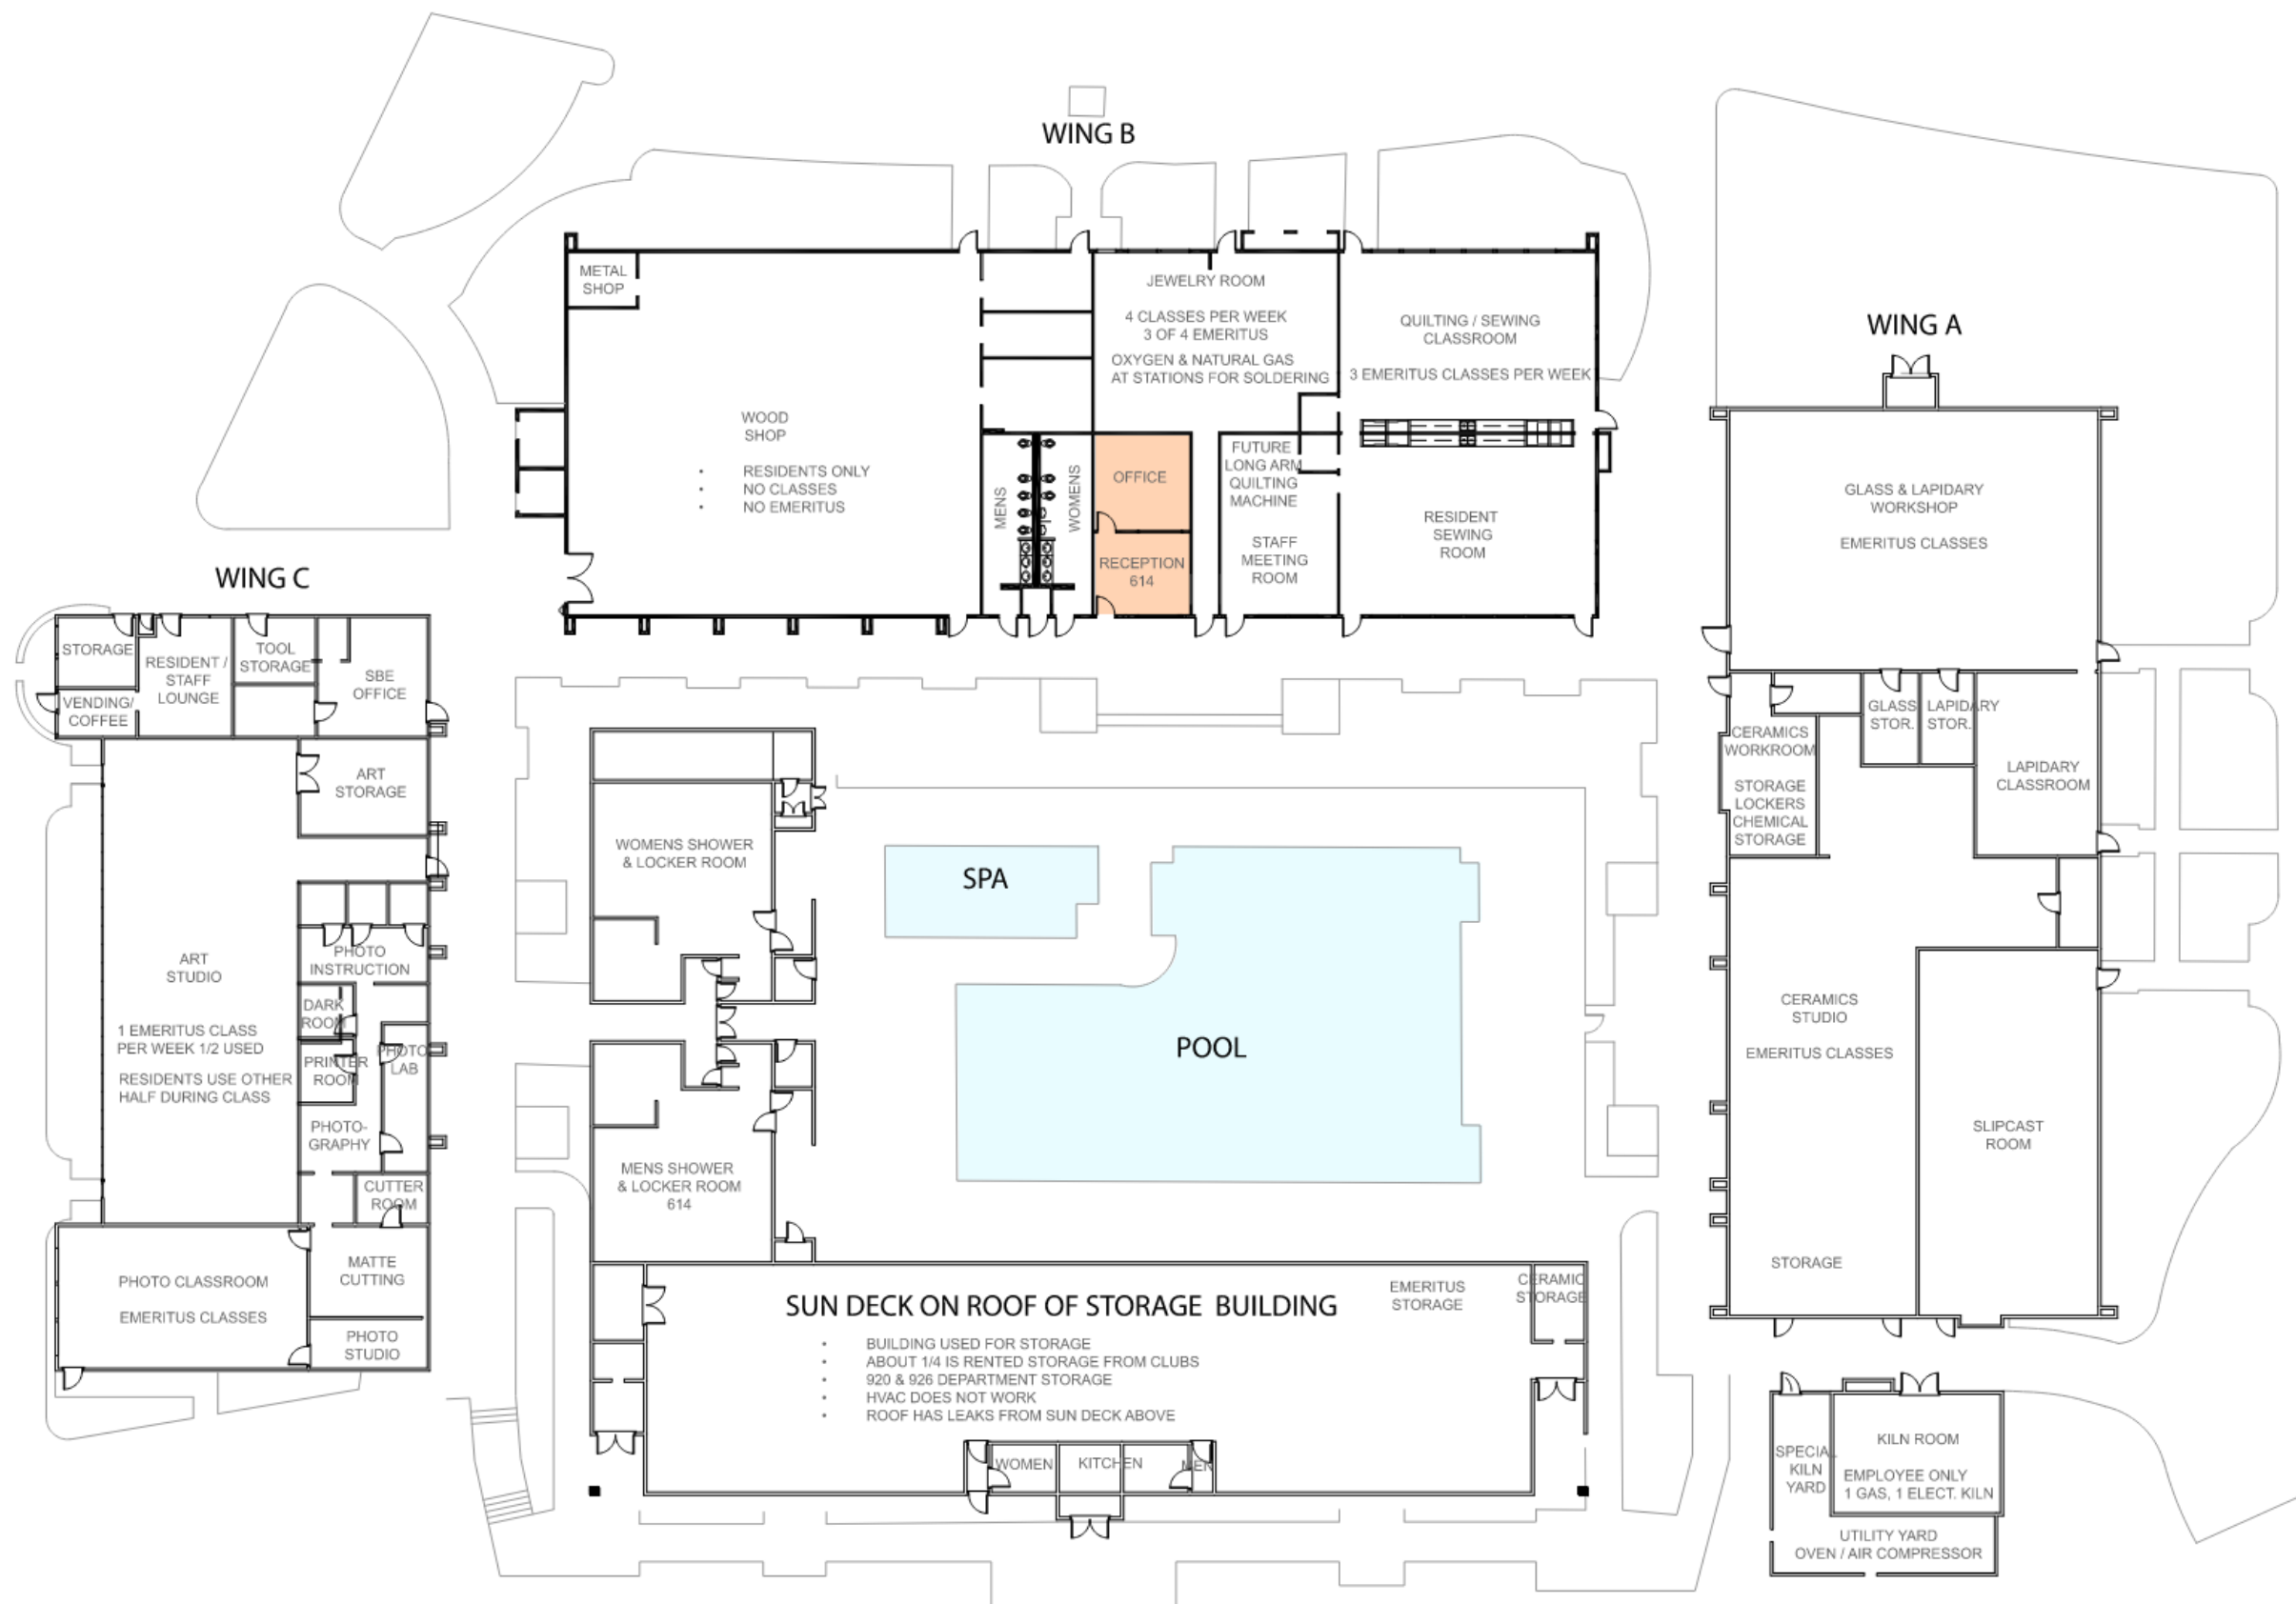 WING B
METAL
SHOP
WOOD
SHOP
• RESIDENTS ONLY
• NO CLASSES
• NO EMERITUS
MENS
WOMENS
JEWELRY ROOM
4 CLASSES PER WEEK
3 OF 4 EMERITUS
OXYGEN & NATURAL GAS
AT STATIONS FOR SOLDERING
OFFICE
RECEPTION
614
FUTURE
LONG ARM
QUILTING
MACHINE
STAFF
MEETING
ROOM
QUILTING / SEWING
CLASSROOM
3 EMERITUS CLASSES PER WEEK
RESIDENT
SEWING
ROOM
WING A
GLASS & LAPIDARY
WORKSHOP
EMERITUS CLASSES
GLASS
STOR.
LAPIDARY
STOR.
CERAMICS
WORKROOM
STORAGE
LOCKERS
CHEMICAL
STORAGE
LAPIDARY
CLASSROOM
CERAMICS
STUDIO
EMERITUS CLASSES
STORAGE
SLIPCAST
ROOM
SPECIAL
KILN
YARD
KILN ROOM
EMPLOYEE ONLY
1 GAS, 1 ELECT. KILN
UTILITY YARD
OVEN / AIR COMPRESSOR
WING C
STORAGE
VENDING/
COFFEE
RESIDENT /
STAFF
LOUNGE
TOOL
STORAGE
SBE
OFFICE
ART
STORAGE
ART
STUDIO
1 EMERITUS CLASS
PER WEEK 1/2 USED
RESIDENTS USE OTHER
HALF DURING CLASS
PHOTO
INSTRUCTION
DARK
ROOM
PRINTER
ROOM
PHOTO
LAB
PHOTO-
GRAPHY
CUTTER
ROOM
MATTE
CUTTING
PHOTO CLASSROOM
EMERITUS CLASSES
PHOTO
STUDIO
WOMENS SHOWER
& LOCKER ROOM
MENS SHOWER
& LOCKER ROOM
614
SPA
POOL
SUN DECK ON ROOF OF STORAGE BUILDING
• BUILDING USED FOR STORAGE
• ABOUT 1/4 IS RENTED STORAGE FROM CLUBS
• 920 & 926 DEPARTMENT STORAGE
• HVAC DOES NOT WORK
• ROOF HAS LEAKS FROM SUN DECK ABOVE
EMERITUS
STORAGE
CERAMIC
STORAGE
WOMEN
KITCHEN
MEN